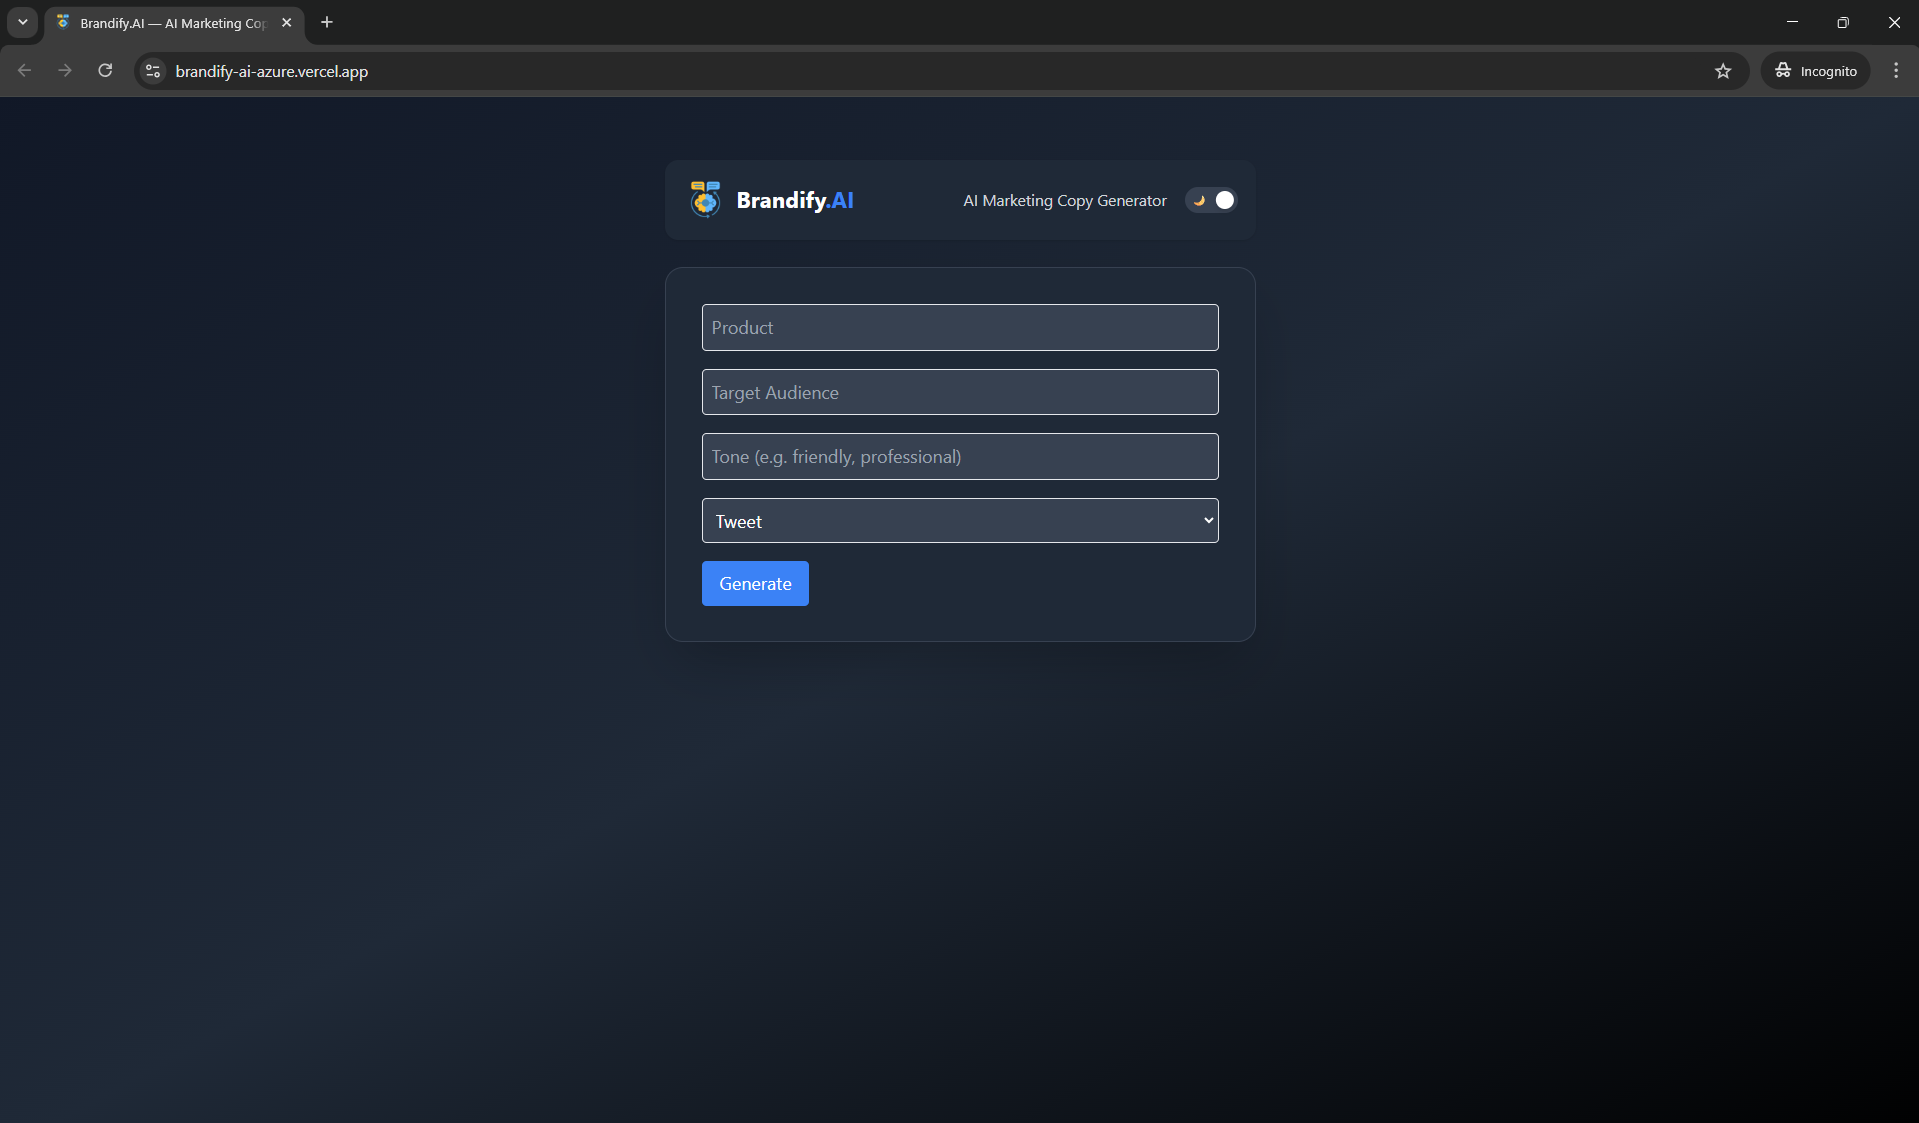 Brandify.AI — AI Marketing Cop
brandify-ai-azure.vercel.app
Incognito
Brandify.AI
AI Marketing Copy Generator
Product
Target Audience
Tone (e.g. friendly, professional)
Tweet
Generate